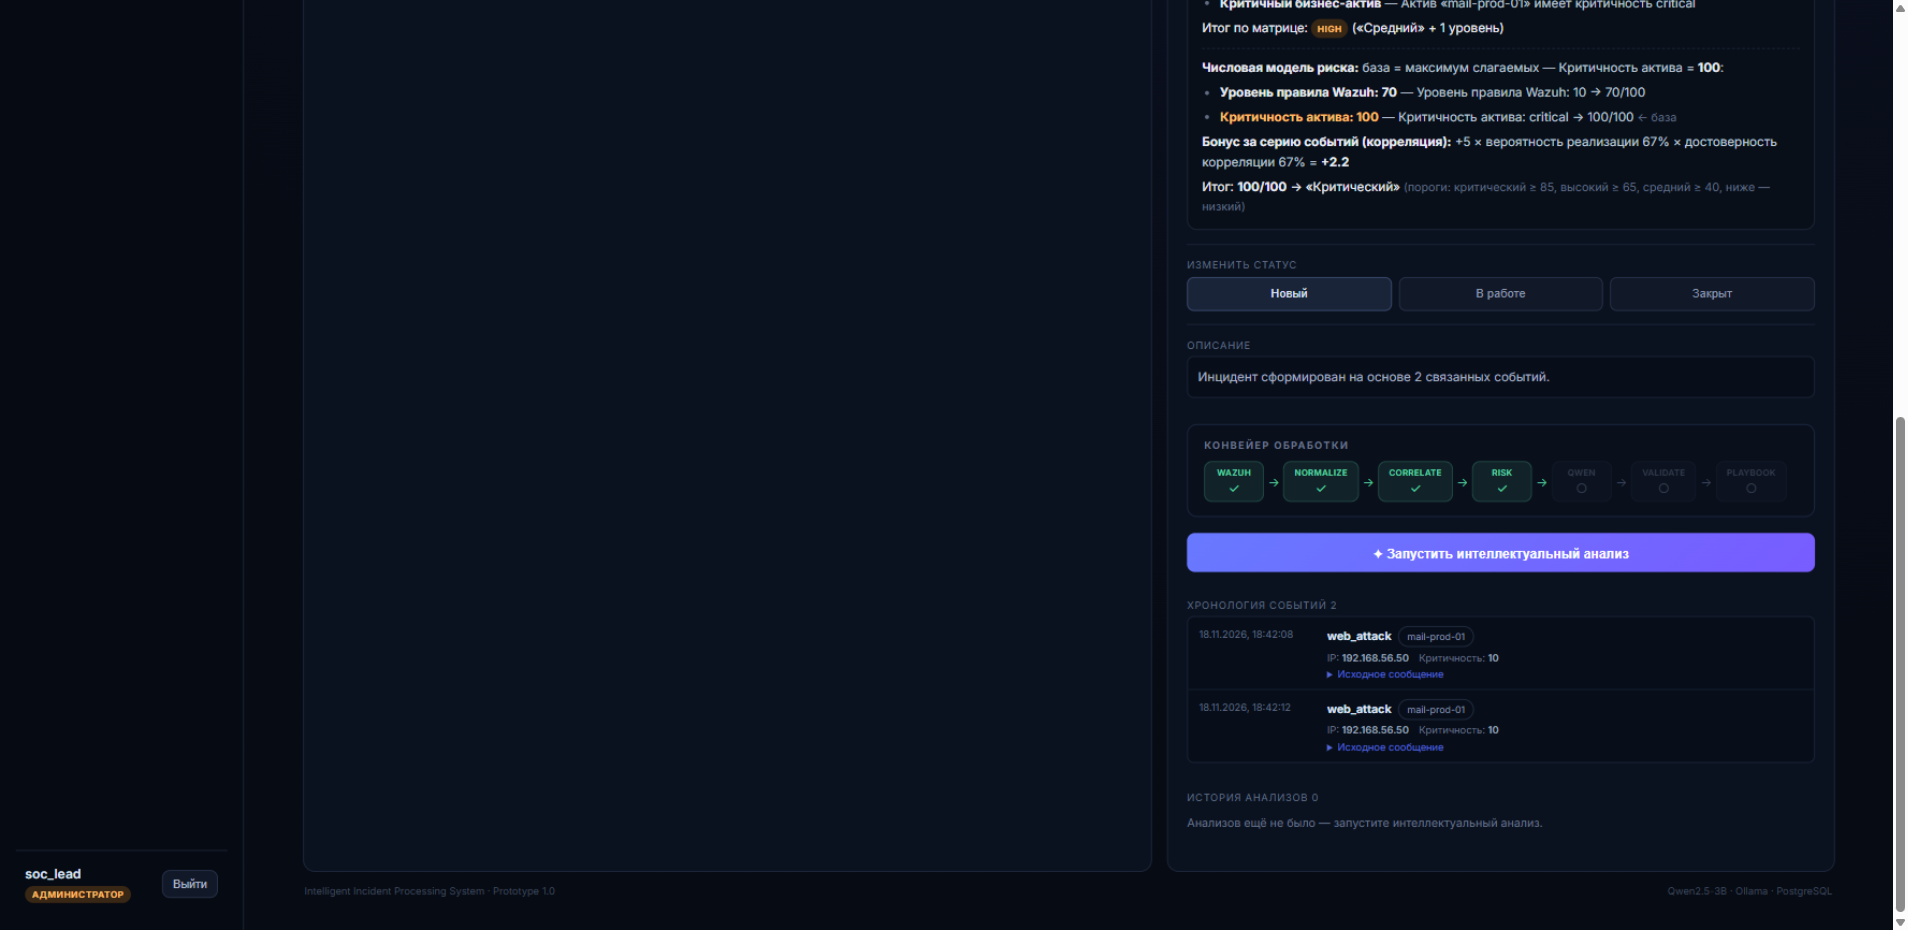 Критичный бизнес-актив — Актив «mail-prod-01» имеет критичность critical
Итог по матрице: HIGH («Средний» + 1 уровень)
Числовая модель риска: база = максимум слагаемых — Критичность актива = 100:
Уровень правила Wazuh: 70 — Уровень правила Wazuh: 10 → 70/100
Критичность актива: 100 — Критичность актива: critical → 100/100 ← база
Бонус за серию событий (корреляция): +5 × вероятность реализации 67% × достоверность
корреляции 67% = +2.2
Итог: 100/100 → «Критический» (пороги: критический ≥ 85, высокий ≥ 65, средний ≥ 40, ниже —
низкий)
ИЗМЕНИТЬ СТАТУС
Новый В работе Закрыт
ОПИСАНИЕ
Инцидент сформирован на основе 2 связанных событий.
КОНВЕЙЕР ОБРАБОТКИ
WAZUH → NORMALIZE → CORRELATE → RISK → QWEN → VALIDATE → PLAYBOOK
✦ Запустить интеллектуальный анализ
ХРОНОЛОГИЯ СОБЫТИЙ 2
18.11.2026, 18:42:08 web_attack mail-prod-01
IP: 192.168.56.50 Критичность: 10
▶ Исходное сообщение
18.11.2026, 18:42:12 web_attack mail-prod-01
IP: 192.168.56.50 Критичность: 10
▶ Исходное сообщение
ИСТОРИЯ АНАЛИЗОВ 0
Анализов ещё не было — запустите интеллектуальный анализ.
soc_lead
АДМИНИСТРАТОР
Выйти
Intelligent Incident Processing System · Prototype 1.0
Qwen2.5-3B · Ollama · PostgreSQL